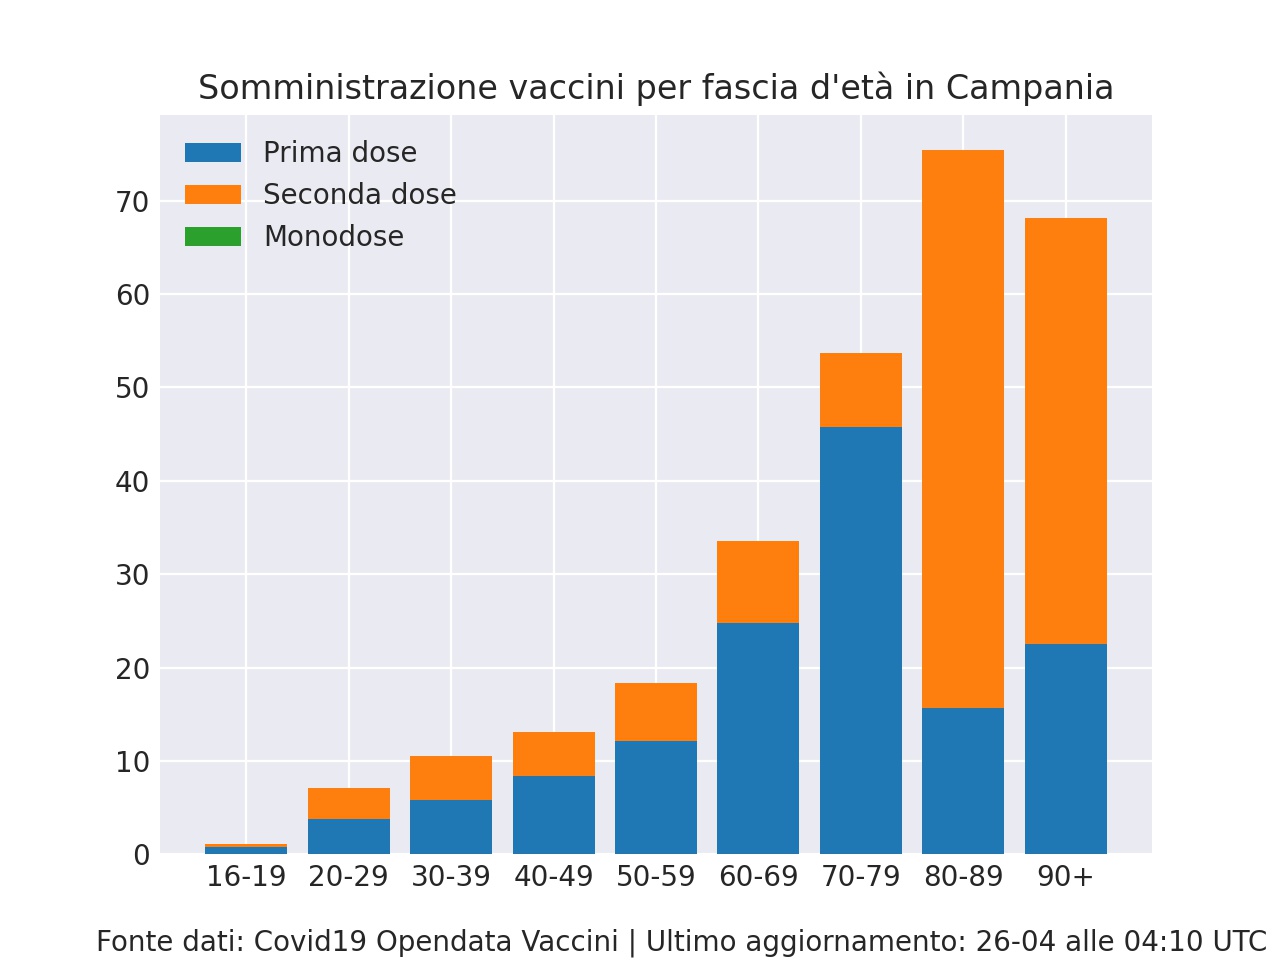 Somministrazione vaccini per fascia d'età in Campania
Prima dose
Seconda dose
Monodose
70
60
50
40
30
20
10
0
16-19 20-29 30-39 40-49 50-59 60-69 70-79 80-89 90+
Fonte dati: Covid19 Opendata Vaccini | Ultimo aggiornamento: 26-04 alle 04:10 UTC